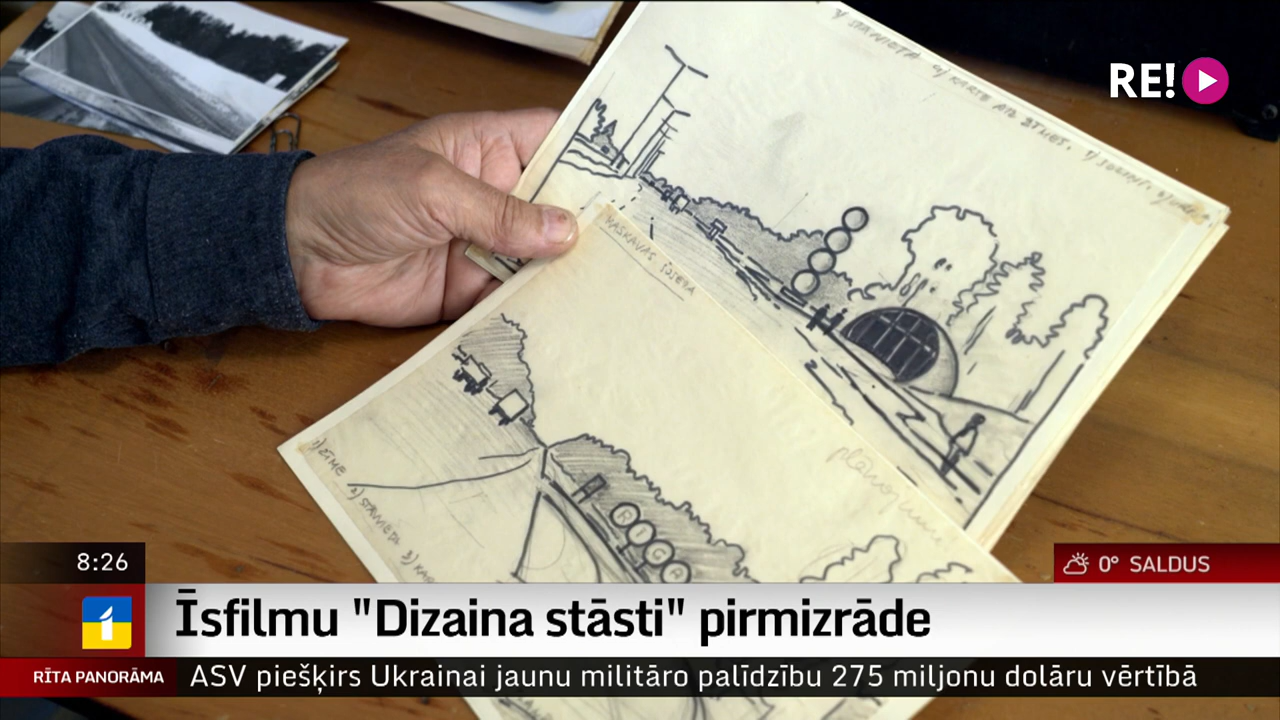 RE!
MASKAVAS ŠOSEJA
RIGA
8:26
0° SALDUS
1
Īsfilmu "Dizaina stāsti" pirmizrāde
RĪTA PANORĀMA
ASV piešķirs Ukrainai jaunu militāro palīdzību 275 miljonu dolāru vērtībā